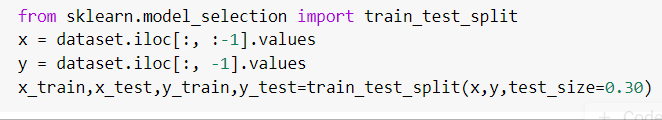 from sklearn.model_selection import train_test_split
x = dataset.iloc[:, :-1].values
y = dataset.iloc[:, -1].values
x_train,x_test,y_train,y_test=train_test_split(x,y,test_size=0.30)
+ Code